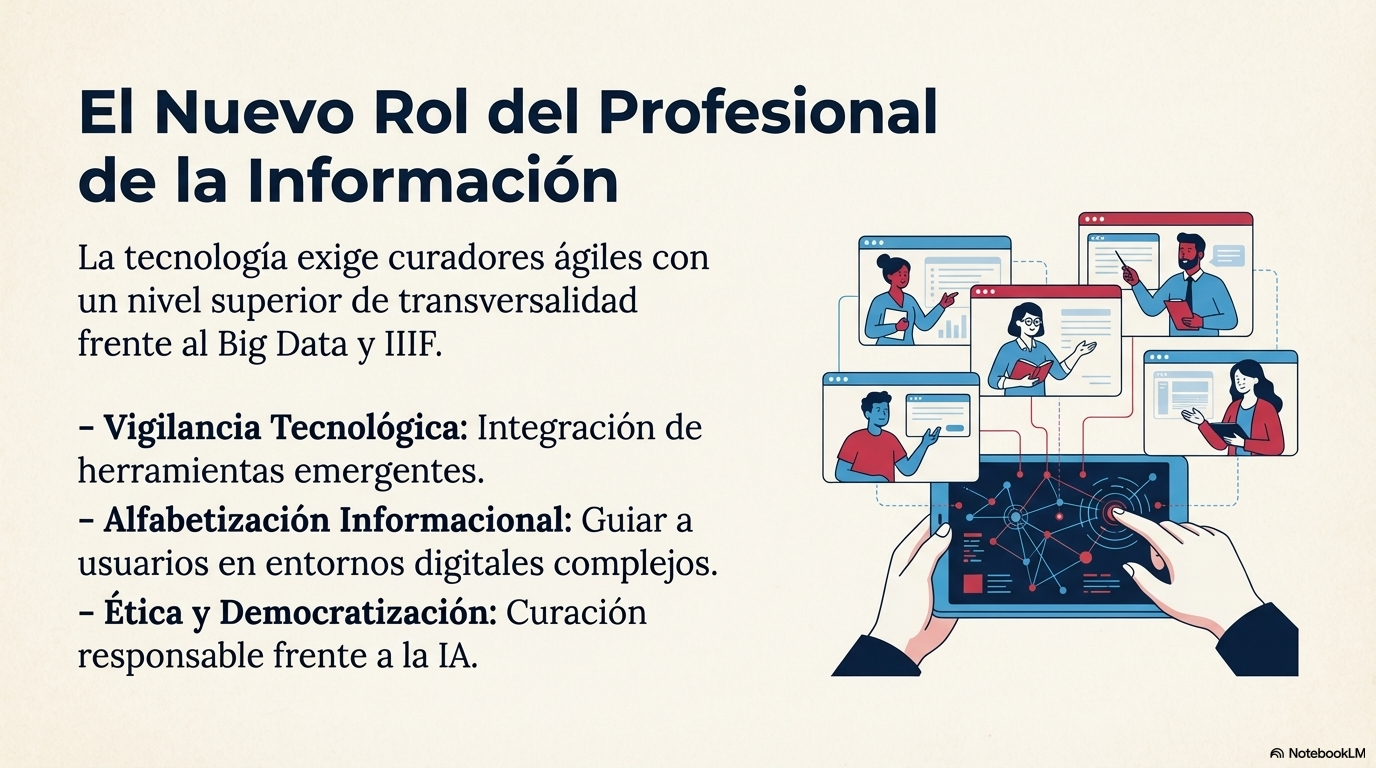 El Nuevo Rol del Profesional
de la Información
La tecnología exige curadores ágiles con
un nivel superior de transversalidad
frente al Big Data y IIIF.
– Vigilancia Tecnológica: Integración de
herramientas emergentes.
– Alfabetización Informacional: Guiar a
usuarios en entornos digitales complejos.
– Ética y Democratización: Curación
responsable frente a la IA.
NotebookLM